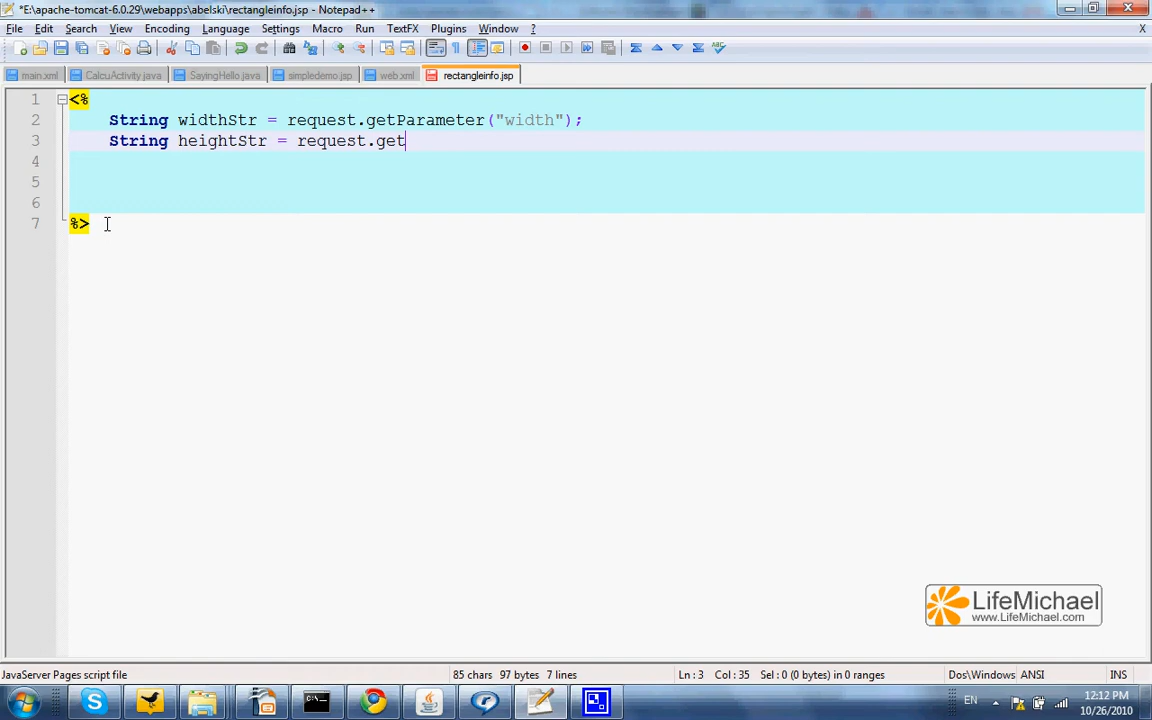 *E:\apache-tomcat-6.0.29\webapps\abelski\rectangleinfo.jsp - Notepad++
File Edit Search View Encoding Language Settings Macro Run TextFX Plugins Window ? X
main.xml CalcuActivity.java SayingHello.java simpledemo.jsp web.xml rectangleinfo.jsp
1 <%
2 String widthStr = request.getParameter("width");
3 String heightStr = request.get
4
5
6
7 %>
LifeMichael
www.LifeMichael.com
JavaServer Pages script file 85 chars 97 bytes 7 lines Ln : 3 Col : 35 Sel : 0 (0 bytes) in 0 ranges Dos\Windows ANSI INS
EN 12:12 PM
10/26/2010